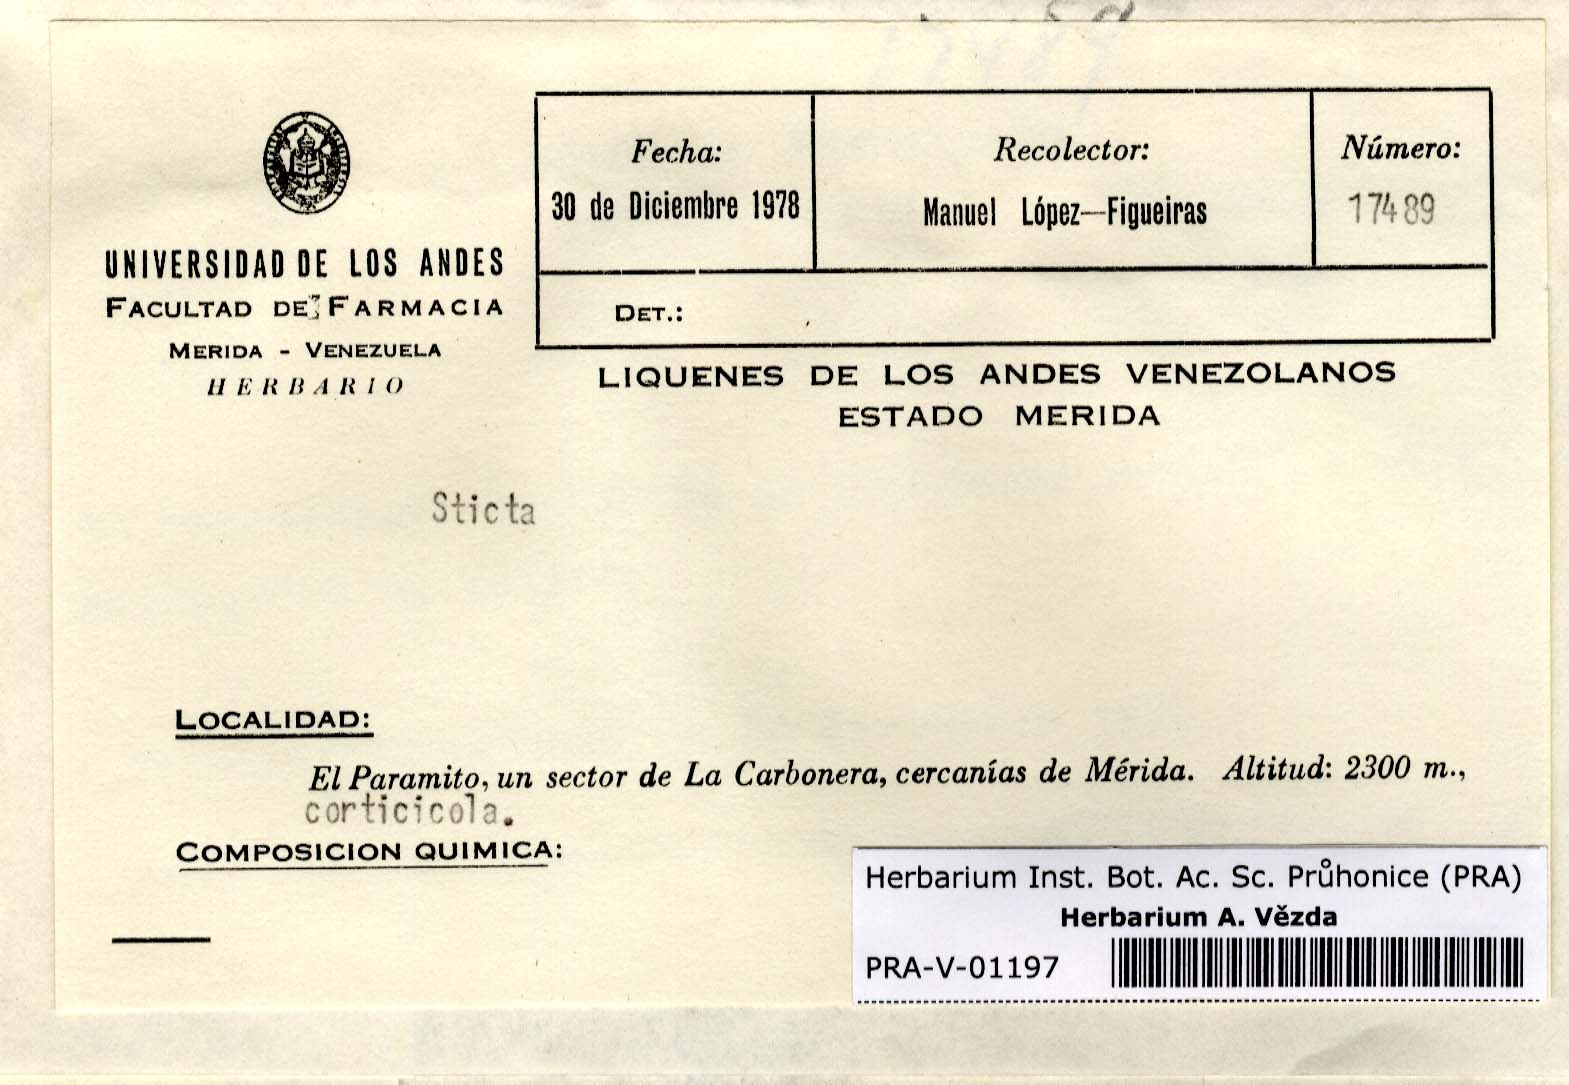 UNIVERSIDAD DE LOS ANDES
FACULTAD DE FARMACIA
MERIDA - VENEZUELA
HERBARIO
Fecha:
30 de Diciembre 1978
Recolector:
Manuel López—Figueiras
Número:
17489
DET.:
LIQUENES DE LOS ANDES VENEZOLANOS
ESTADO MERIDA
Sticta
LOCALIDAD:
El Paramito, un sector de La Carbonera, cercanías de Mérida. Altitud: 2300 m.,
corticicola.
COMPOSICION QUIMICA:
Herbarium Inst. Bot. Ac. Sc. Průhonice (PRA)
Herbarium A. Vězda
PRA-V-01197